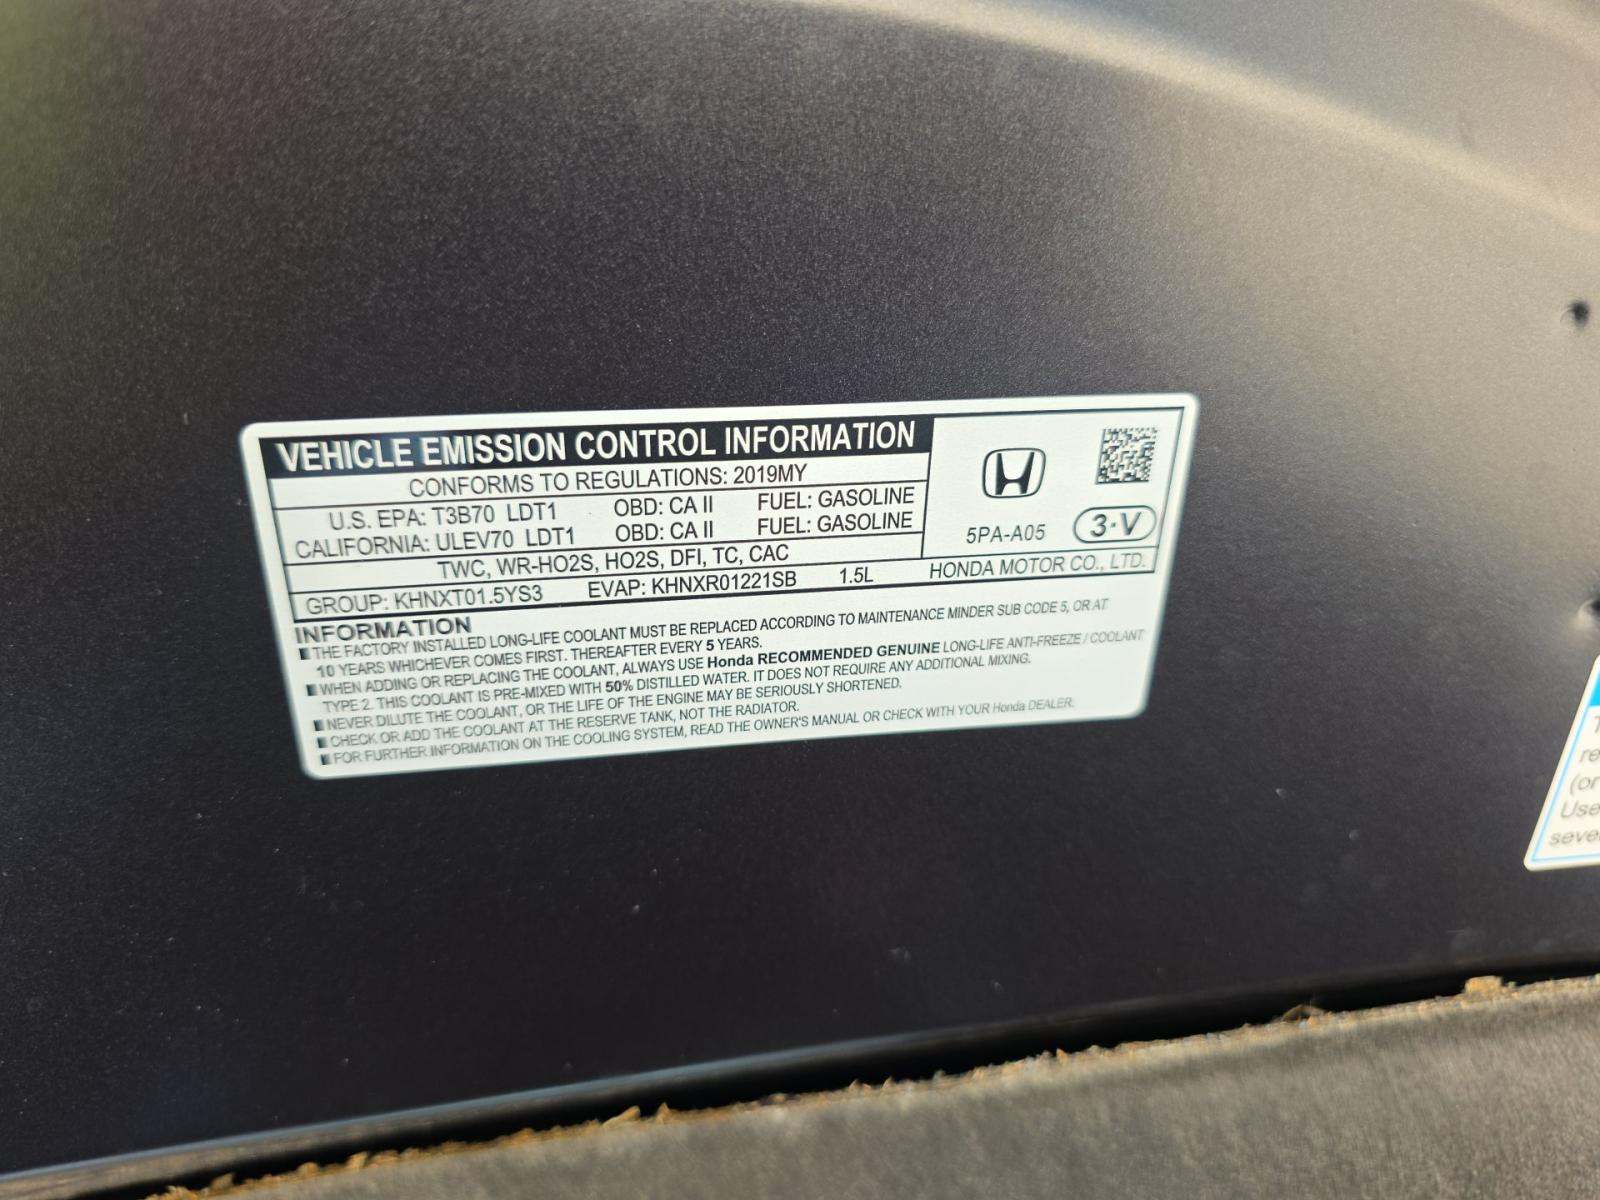 VEHICLE EMISSION CONTROL INFORMATION
CONFORMS TO REGULATIONS: 2019MY
U.S. EPA: T3B70 LDT1 OBD: CA II FUEL: GASOLINE
CALIFORNIA: ULEV70 LDT1 OBD: CA II FUEL: GASOLINE
TWC, WR-HO2S, HO2S, DFI, TC, CAC
GROUP: KHNXT01.5YS3 EVAP: KHNXR01221SB 1.5L
5PA-A05 3·V
HONDA MOTOR CO., LTD.
INFORMATION
THE FACTORY INSTALLED LONG-LIFE COOLANT MUST BE REPLACED ACCORDING TO MAINTENANCE MINDER SUB CODE 5, OR AT
10 YEARS WHICHEVER COMES FIRST. THEREAFTER EVERY 5 YEARS.
WHEN ADDING OR REPLACING THE COOLANT, ALWAYS USE Honda RECOMMENDED GENUINE LONG-LIFE ANTI-FREEZE / COOLANT
TYPE 2. THIS COOLANT IS PRE-MIXED WITH 50% DISTILLED WATER. IT DOES NOT REQUIRE ANY ADDITIONAL MIXING.
NEVER DILUTE THE COOLANT, OR THE LIFE OF THE ENGINE MAY BE SERIOUSLY SHORTENED.
CHECK OR ADD THE COOLANT AT THE RESERVE TANK, NOT THE RADIATOR.
FOR FURTHER INFORMATION ON THE COOLING SYSTEM, READ THE OWNER'S MANUAL OR CHECK WITH YOUR Honda DEALER.
(or
Use